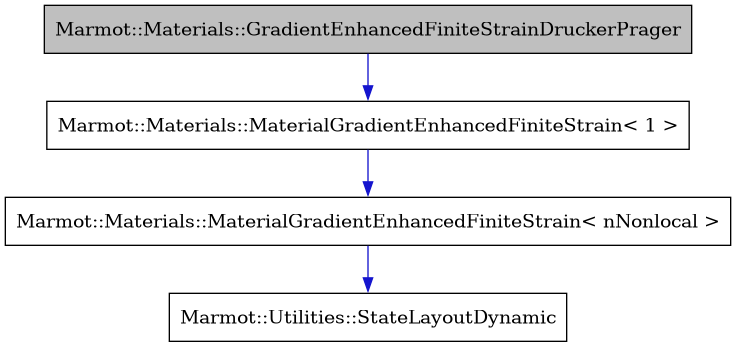 Marmot::Materials::GradientEnhancedFiniteStrainDruckerPrager
Marmot::Materials::MaterialGradientEnhancedFiniteStrain< 1 >
Marmot::Materials::MaterialGradientEnhancedFiniteStrain< nNonlocal >
Marmot::Utilities::StateLayoutDynamic